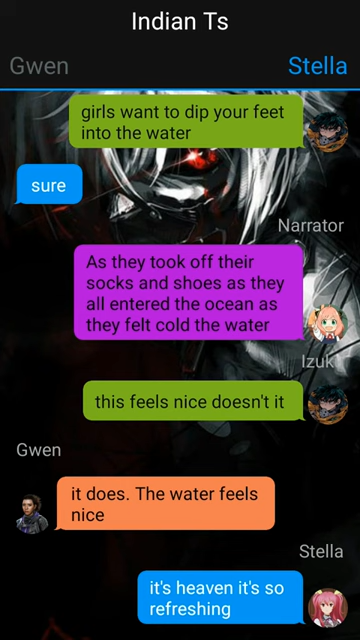 Indian Ts
Gwen Stella
girls want to dip your feet
into the water
sure
Narrator
As they took off their
socks and shoes as they
all entered the ocean as
they felt cold the water
Izuk
this feels nice doesn't it
Gwen
it does. The water feels
nice
Stella
it's heaven it's so
refreshing